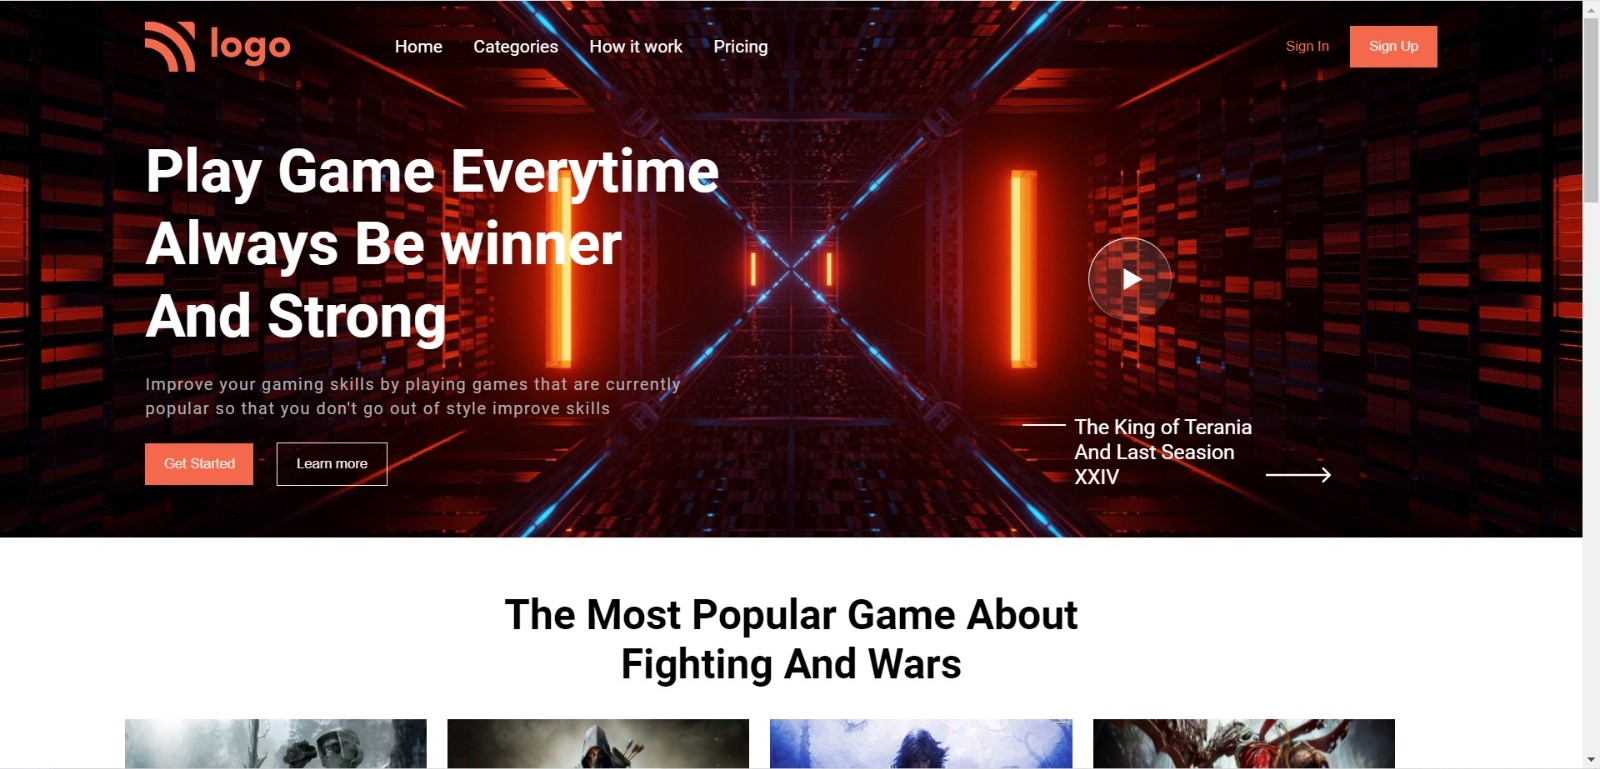 logo
Home Categories How it work Pricing
Sign In Sign Up
Play Game Everytime
Always Be winner
And Strong
Improve your gaming skills by playing games that are currently
popular so that you don't go out of style improve skills
Get Started Learn more
The King of Terania
And Last Seasion
XXIV
The Most Popular Game About
Fighting And Wars